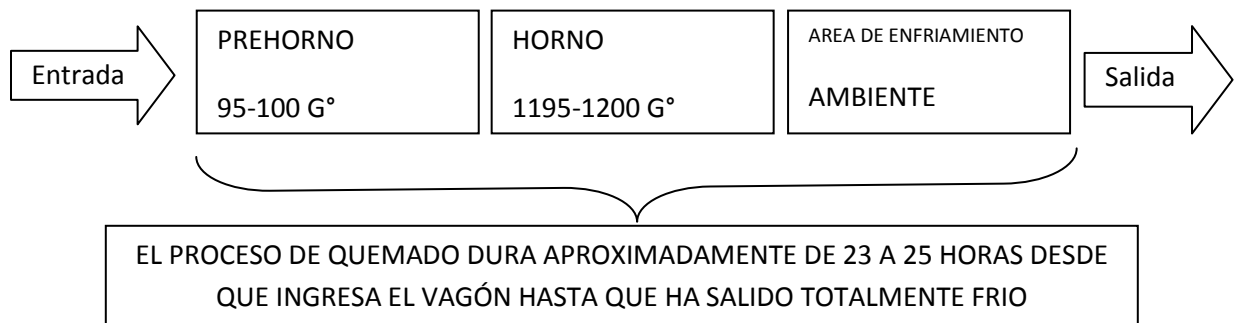 Entrada
PREHORNO
95-100 G°
HORNO
1195-1200 G°
AREA DE ENFRIAMIENTO
AMBIENTE
Salida
EL PROCESO DE QUEMADO DURA APROXIMADAMENTE DE 23 A 25 HORAS DESDE
QUE INGRESA EL VAGÓN HASTA QUE HA SALIDO TOTALMENTE FRIO